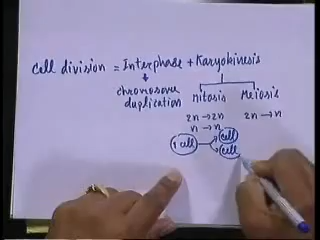 cell division = Interphase + Karyokinesis
chromosome duplication
Mitosis Meiosis
2n → 2n 2n → n
n → n
1 cell → cell
cell